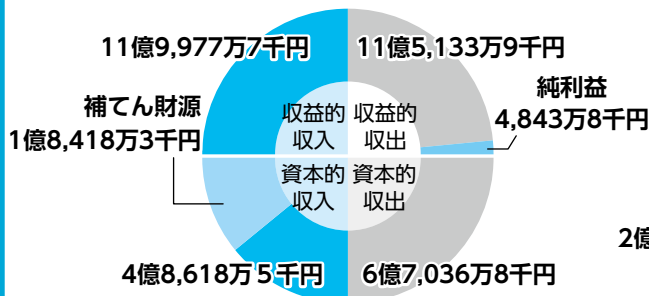 11億9,977万7千円
11億5,133万9千円
補てん財源
1億8,418万3千円
純利益
4,843万8千円
収益的
収入
収益的
収出
資本的
収入
資本的
収出
2億
4億8,618万5千円
6億7,036万8千円